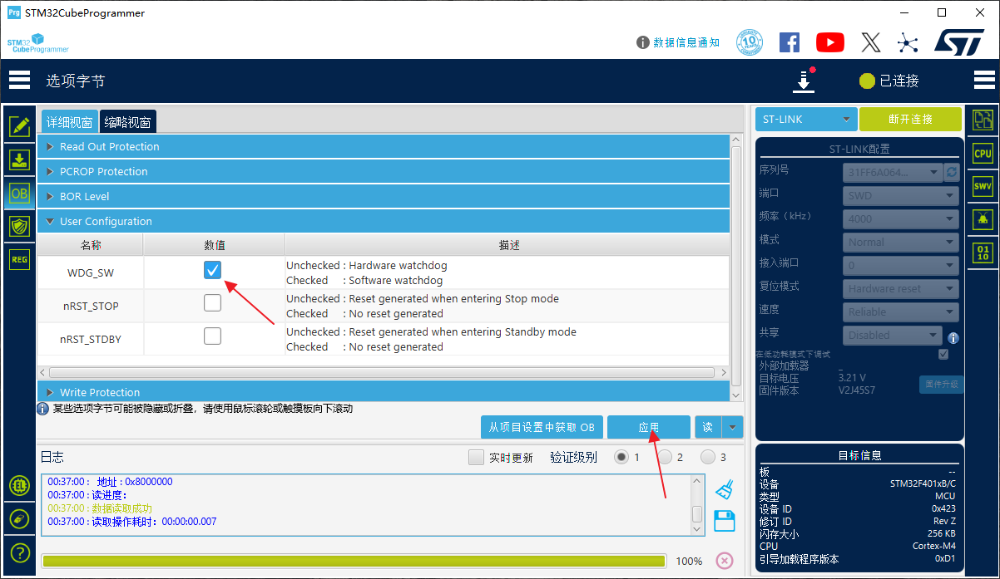 Prg STM32CubeProgrammer
STM32
CubeProgrammer
数据信息通知
10
选项字节
已连接
详细视窗
缩略视窗
Read Out Protection
PCROP Protection
BOR Level
User Configuration
名称 数值 描述
WDG_SW
Unchecked : Hardware watchdog
Checked : Software watchdog
nRST_STOP
Unchecked : Reset generated when entering Stop mode
Checked : No reset generated
nRST_STDBY
Unchecked : Reset generated when entering Standby mode
Checked : No reset generated
Write Protection
某些选项字节可能被隐藏或折叠，请使用鼠标滚轮或触摸板向下滚动
从项目设置中获取 OB
应用
读
日志
实时更新
验证级别
1
2
3
00:37:00 : 地址 : 0x8000000
00:37:00 : 读进度：
00:37:00 : 数据读取成功
00:37:00 : 读取操作耗时：00:00:00.007
100%
OB
REG
ST-LINK
断开连接
ST-LINK配置
序列号 31FF6A064...
端口 SWD
频率（kHz） 4000
模式 Normal
接入端口 0
复位模式 Hardware reset
速度 Reliable
共享 Disabled
在低功耗模式下调试
外部加载器 _
目标电压 3.21 V
固件版本 V2J45S7
固件升级
目标信息
板 --
设备 STM32F401xB/C
类型 MCU
设备 ID 0x423
修订 ID Rev Z
闪存大小 256 KB
CPU Cortex-M4
引导加载程序版本 0xD1
CPU
SWV
01
10